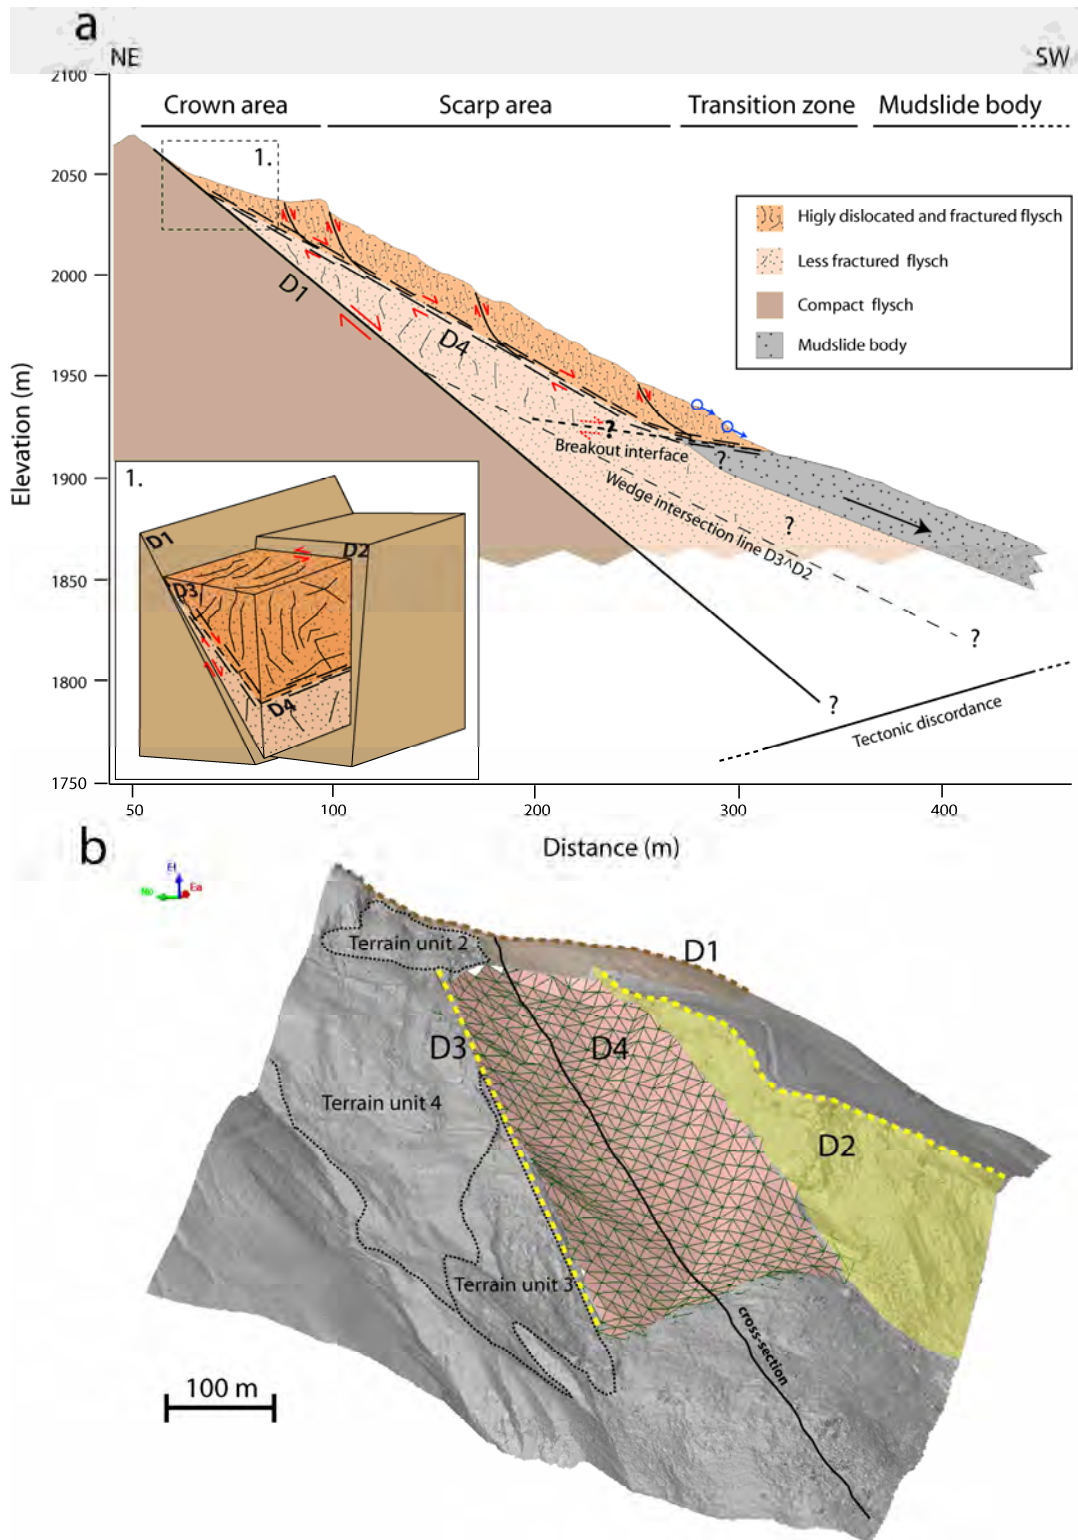 a
NE
SW
2100
Crown area
Scarp area
Transition zone
Mudslide body
1.
2050
Higly dislocated and fractured flysch
Less fractured flysch
Compact flysch
Mudslide body
2000
D1
D4
1950
Elevation (m)
?
Breakout interface
?
1900
Wedge intersection line D3^D2
?
1.
D1
D2
D3
D4
1850
?
1800
?
Tectonic discordance
1750
50
100
200
300
400
Distance (m)
b
El
No
Ea
Terrain unit 2
D1
D3
D4
Terrain unit 4
D2
Terrain unit 3
cross-section
100 m